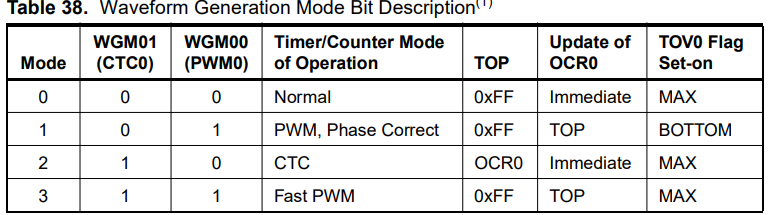 Table 38. Waveform Generation Mode Bit Description(1)
Mode WGM01 (CTC0) WGM00 (PWM0) Timer/Counter Mode of Operation TOP Update of OCR0 TOV0 Flag Set-on
0 0 0 Normal 0xFF Immediate MAX
1 0 1 PWM, Phase Correct 0xFF TOP BOTTOM
2 1 0 CTC OCR0 Immediate MAX
3 1 1 Fast PWM 0xFF TOP MAX